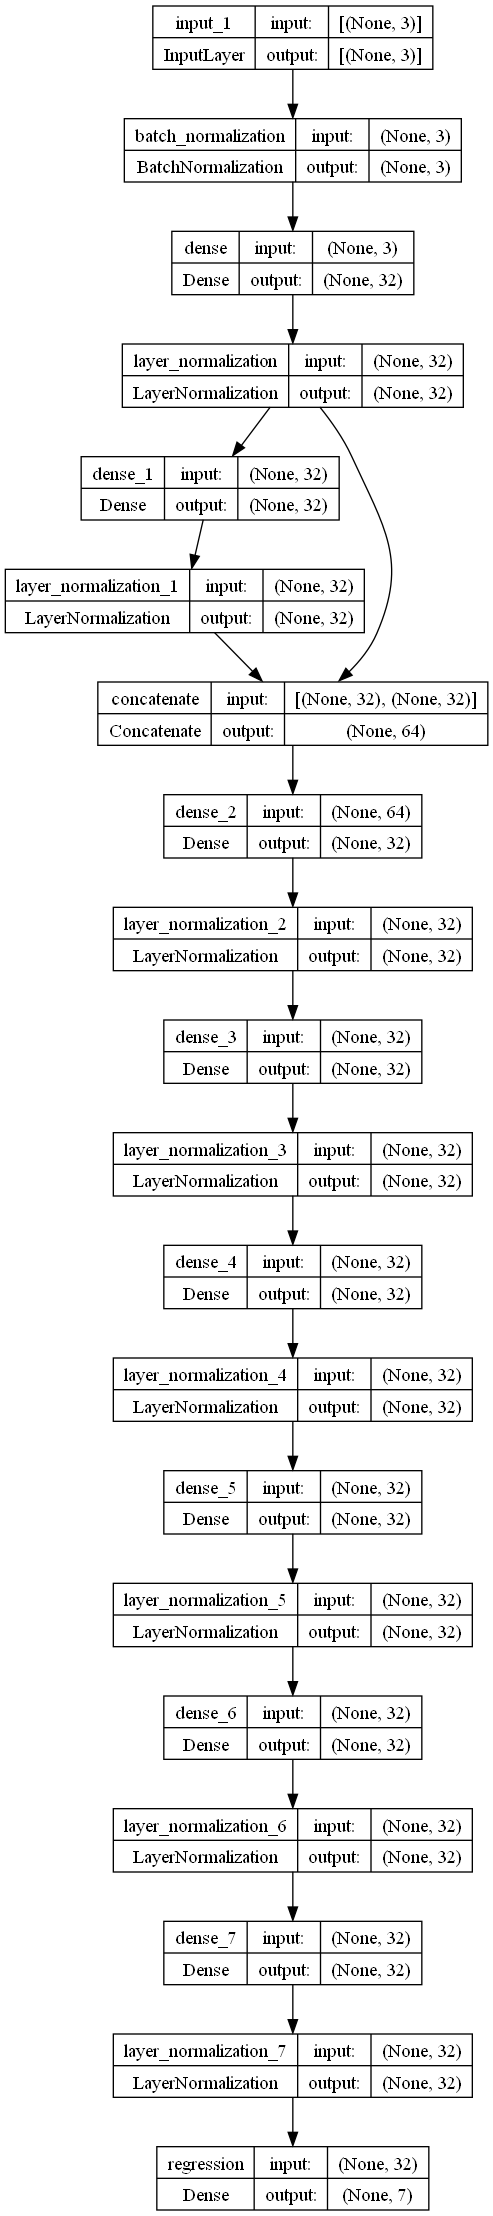 input_1 input: [(None, 3)]
InputLayer output: [(None, 3)]
batch_normalization input: (None, 3)
BatchNormalization output: (None, 3)
dense input: (None, 3)
Dense output: (None, 32)
layer_normalization input: (None, 32)
LayerNormalization output: (None, 32)
dense_1 input: (None, 32)
Dense output: (None, 32)
layer_normalization_1 input: (None, 32)
LayerNormalization output: (None, 32)
concatenate input: [(None, 32), (None, 32)]
Concatenate output: (None, 64)
dense_2 input: (None, 64)
Dense output: (None, 32)
layer_normalization_2 input: (None, 32)
LayerNormalization output: (None, 32)
dense_3 input: (None, 32)
Dense output: (None, 32)
layer_normalization_3 input: (None, 32)
LayerNormalization output: (None, 32)
dense_4 input: (None, 32)
Dense output: (None, 32)
layer_normalization_4 input: (None, 32)
LayerNormalization output: (None, 32)
dense_5 input: (None, 32)
Dense output: (None, 32)
layer_normalization_5 input: (None, 32)
LayerNormalization output: (None, 32)
dense_6 input: (None, 32)
Dense output: (None, 32)
layer_normalization_6 input: (None, 32)
LayerNormalization output: (None, 32)
dense_7 input: (None, 32)
Dense output: (None, 32)
layer_normalization_7 input: (None, 32)
LayerNormalization output: (None, 32)
regression input: (None, 32)
Dense output: (None, 7)